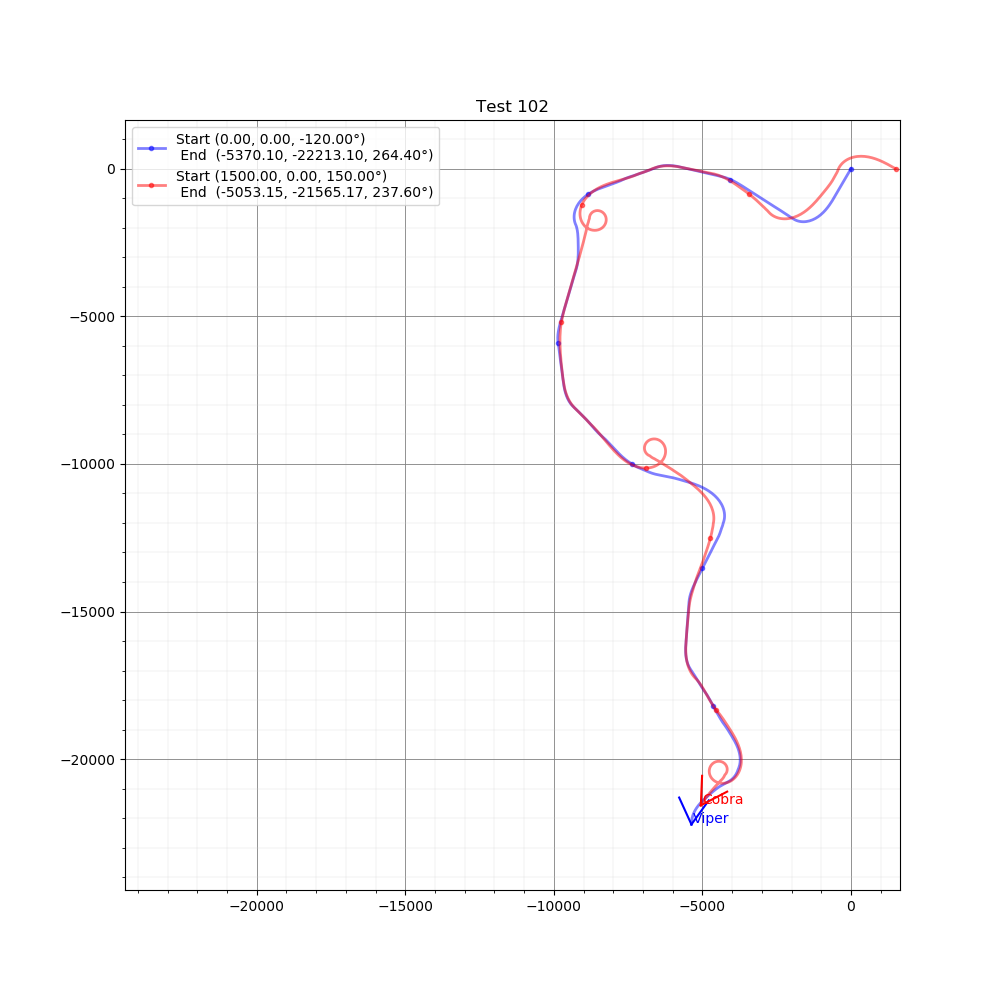 Test 102
Start (0.00, 0.00, -120.00°)
End (-5370.10, -22213.10, 264.40°)
Start (1500.00, 0.00, 150.00°)
End (-5053.15, -21565.17, 237.60°)
0
−5000
−10000
−15000
−20000
Cobra
Viper
−20000 −15000 −10000 −5000 0